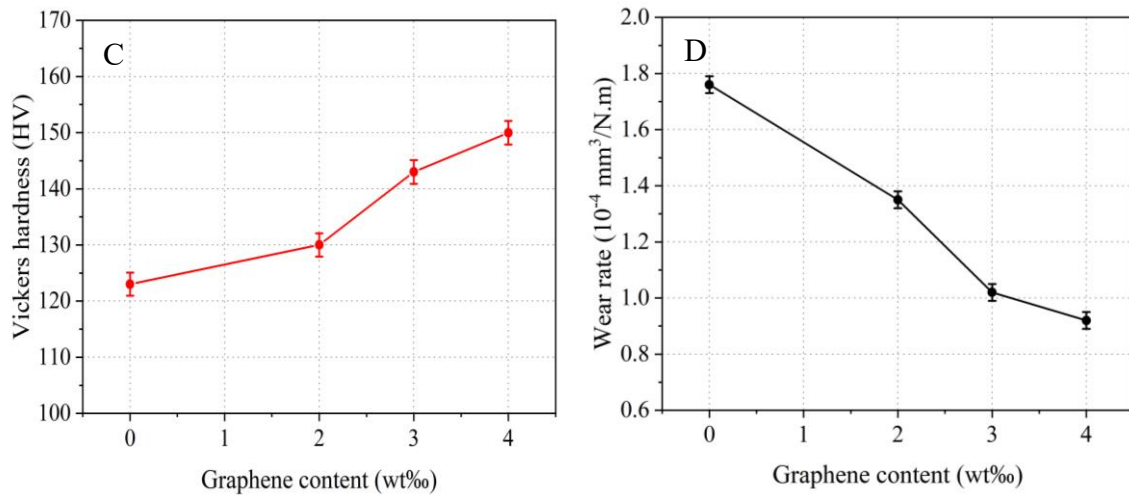 C
Vickers hardness (HV)
170
160
150
140
130
120
110
100
0 1 2 3 4
Graphene content (wt‰)
D
Wear rate (10⁻⁴ mm³/N.m)
2.0
1.8
1.6
1.4
1.2
1.0
0.8
0.6
0 1 2 3 4
Graphene content (wt‰)